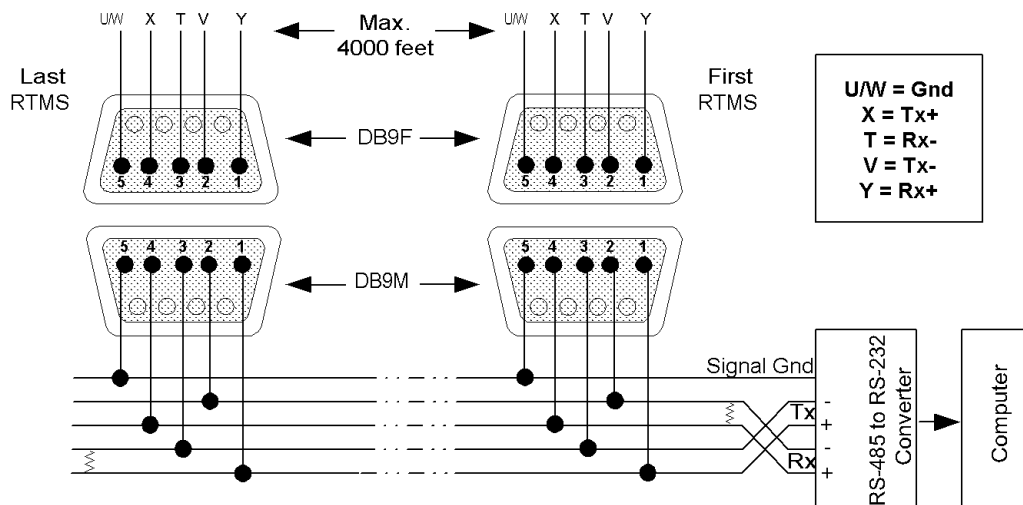 U/W X T V Y
Max.
4000 feet
U/W X T V Y
Last
RTMS
First
RTMS
U/W = Gnd
X = Tx+
T = Rx-
V = Tx-
Y = Rx+
DB9F
5 4 3 2 1
5 4 3 2 1
5 4 3 2 1
5 4 3 2 1
DB9M
Signal Gnd
Tx
Rx
-
+
-
+
RS-485 to RS-232
Converter
Computer